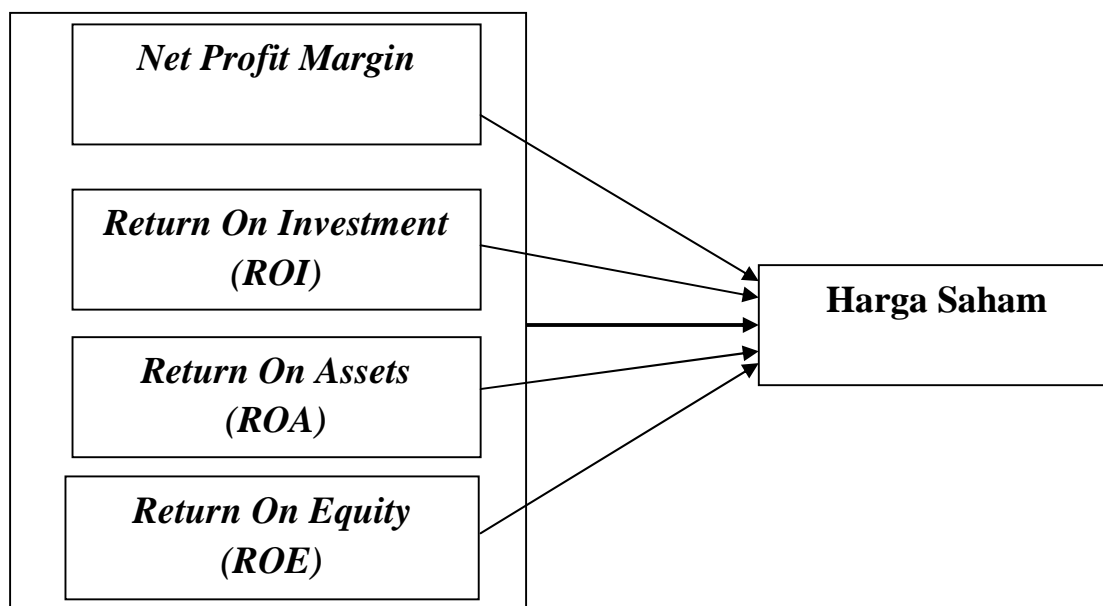 Net Profit Margin
Return On Investment
(ROI)
Return On Assets
(ROA)
Return On Equity
(ROE)
Harga Saham